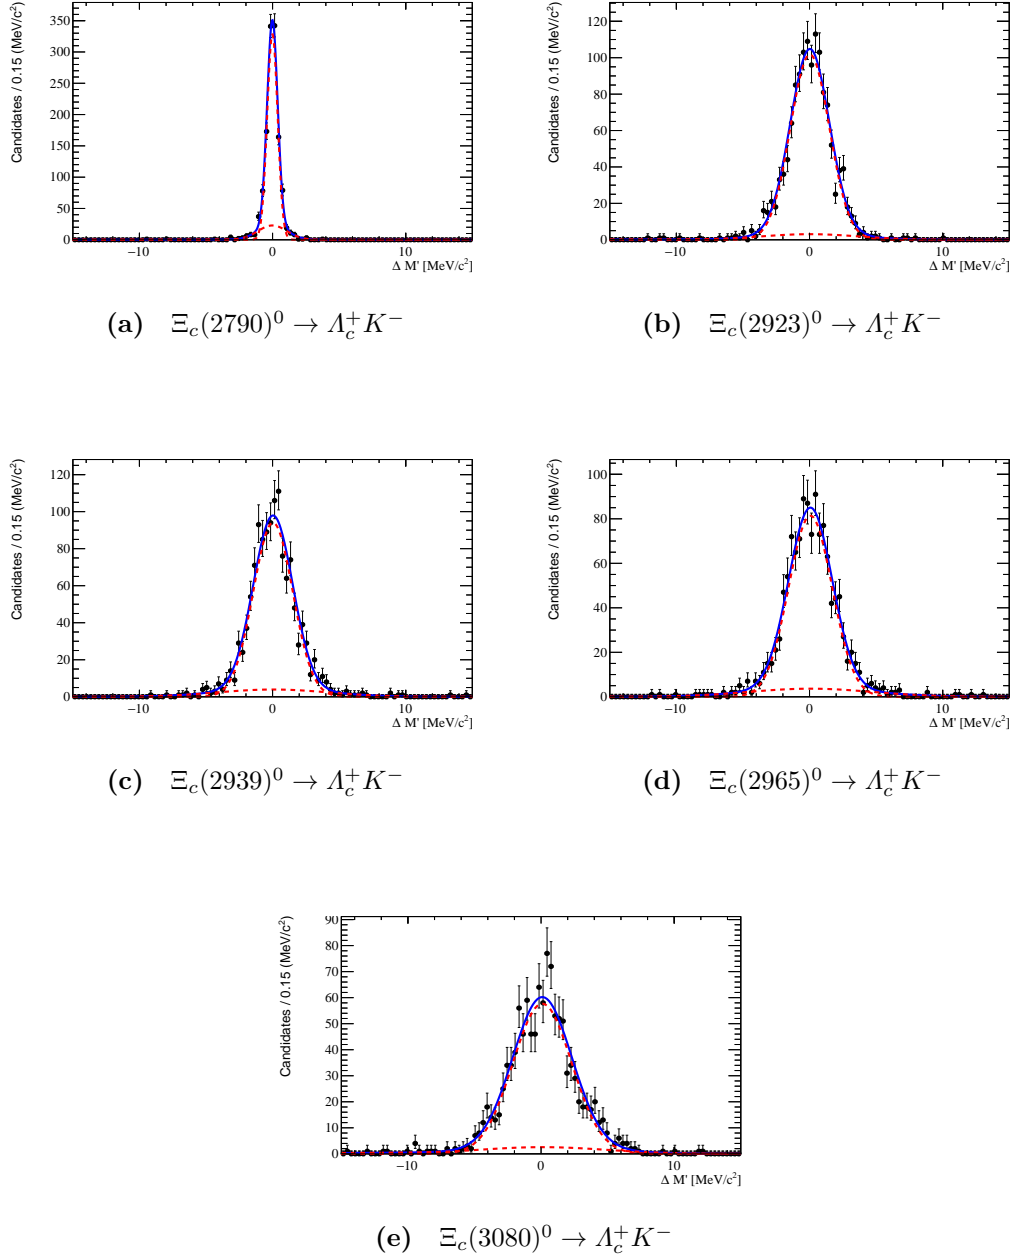 Candidates / 0.15 (MeV/c²)
350
300
250
200
150
100
50
0
−10 0 10
Δ M' [MeV/c²]
(a) Ξc(2790)⁰ → Λc⁺K⁻
Candidates / 0.15 (MeV/c²)
120
100
80
60
40
20
0
−10 0 10
Δ M' [MeV/c²]
(b) Ξc(2923)⁰ → Λc⁺K⁻
Candidates / 0.15 (MeV/c²)
120
100
80
60
40
20
0
−10 0 10
Δ M' [MeV/c²]
(c) Ξc(2939)⁰ → Λc⁺K⁻
Candidates / 0.15 (MeV/c²)
100
80
60
40
20
0
−10 0 10
Δ M' [MeV/c²]
(d) Ξc(2965)⁰ → Λc⁺K⁻
Candidates / 0.15 (MeV/c²)
90
80
70
60
50
40
30
20
10
0
−10 0 10
Δ M' [MeV/c²]
(e) Ξc(3080)⁰ → Λc⁺K⁻